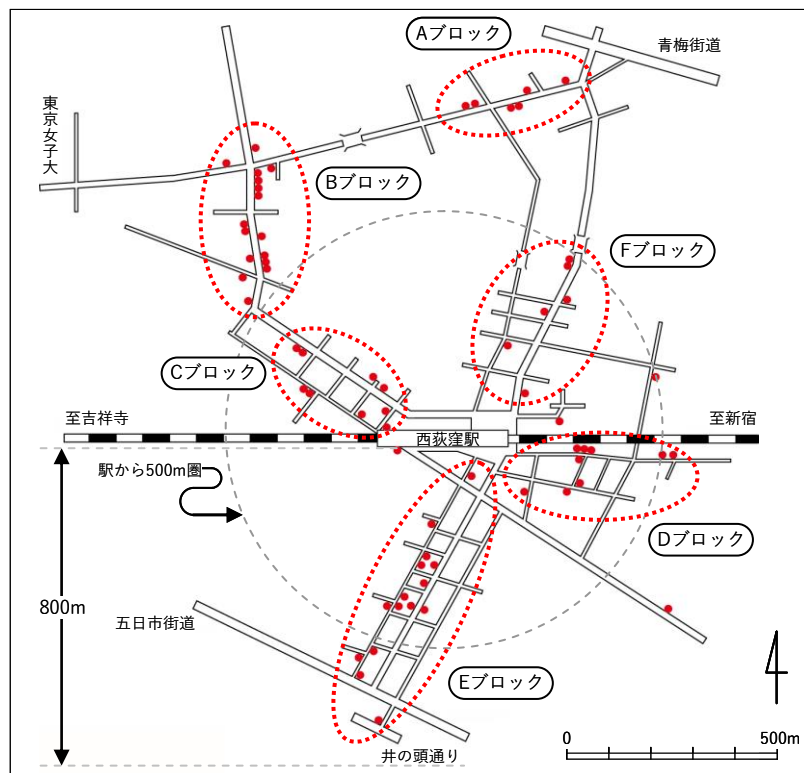 Aブロック
青梅街道
東京女子大
Bブロック
Fブロック
Cブロック
至吉祥寺
西荻窪駅
至新宿
駅から500m圏
Dブロック
800m
五日市街道
Eブロック
井の頭通り
0
500m